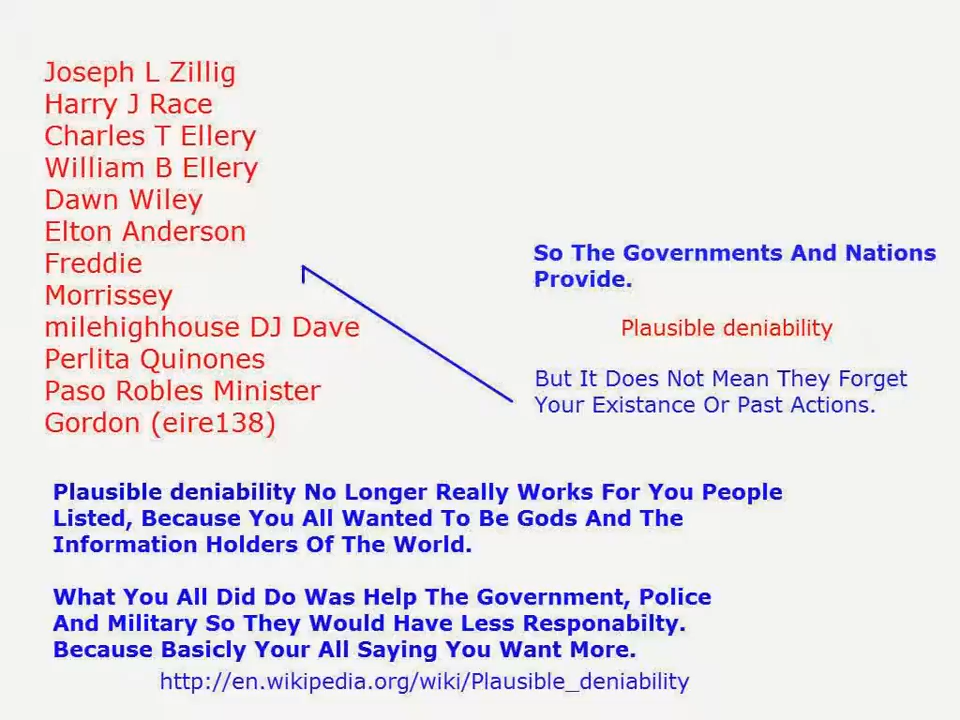 Joseph L Zillig
Harry J Race
Charles T Ellery
William B Ellery
Dawn Wiley
Elton Anderson
Freddie
Morrissey
milehighhouse DJ Dave
Perlita Quinones
Paso Robles Minister
Gordon (eire138)
So The Governments And Nations
Provide.
Plausible deniability
But It Does Not Mean They Forget
Your Existance Or Past Actions.
Plausible deniability No Longer Really Works For You People
Listed, Because You All Wanted To Be Gods And The
Information Holders Of The World.
What You All Did Do Was Help The Government, Police
And Military So They Would Have Less Responabilty.
Because Basicly Your All Saying You Want More.
http://en.wikipedia.org/wiki/Plausible_deniability